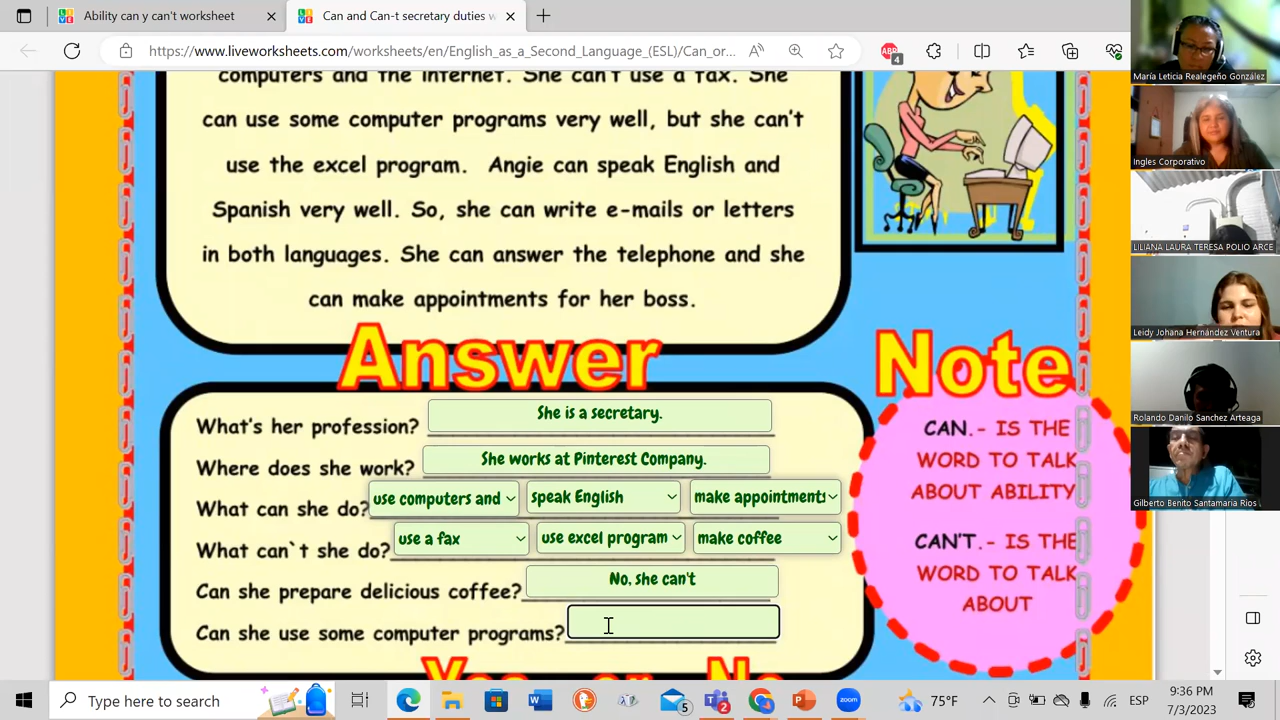 Ability can y can't worksheet
Can and Can-t secretary duties w
https://www.liveworksheets.com/worksheets/en/English_as_a_Second_Language_(ESL)/Can_or...
4
computers and the internet. She can't use a fax. She
can use some computer programs very well, but she can't
use the excel program. Angie can speak English and
Spanish very well. So, she can write e-mails or letters
in both languages. She can answer the telephone and she
can make appointments for her boss.
Answer
What's her profession? She is a secretary.
Where does she work? She works at Pinterest Company.
What can she do? use computers and speak English make appointments
What can`t she do? use a fax use excel program make coffee
Can she prepare delicious coffee? No, she can't
Can she use some computer programs?
Yes or No
Note
CAN.- IS THE
WORD TO TALK
ABOUT ABILITY
CAN'T.- IS THE
WORD TO TALK
ABOUT
María Leticia Realegeño González
Ingles Corporativo
LILIANA LAURA TERESA POLIO ARCE
Leidy Johana Hernández Ventura
Rolando Danilo Sanchez Arteaga
Gilberto Benito Santamaria Rios
Type here to search
5
2
zoom
75°F
ESP
9:36 PM
7/3/2023